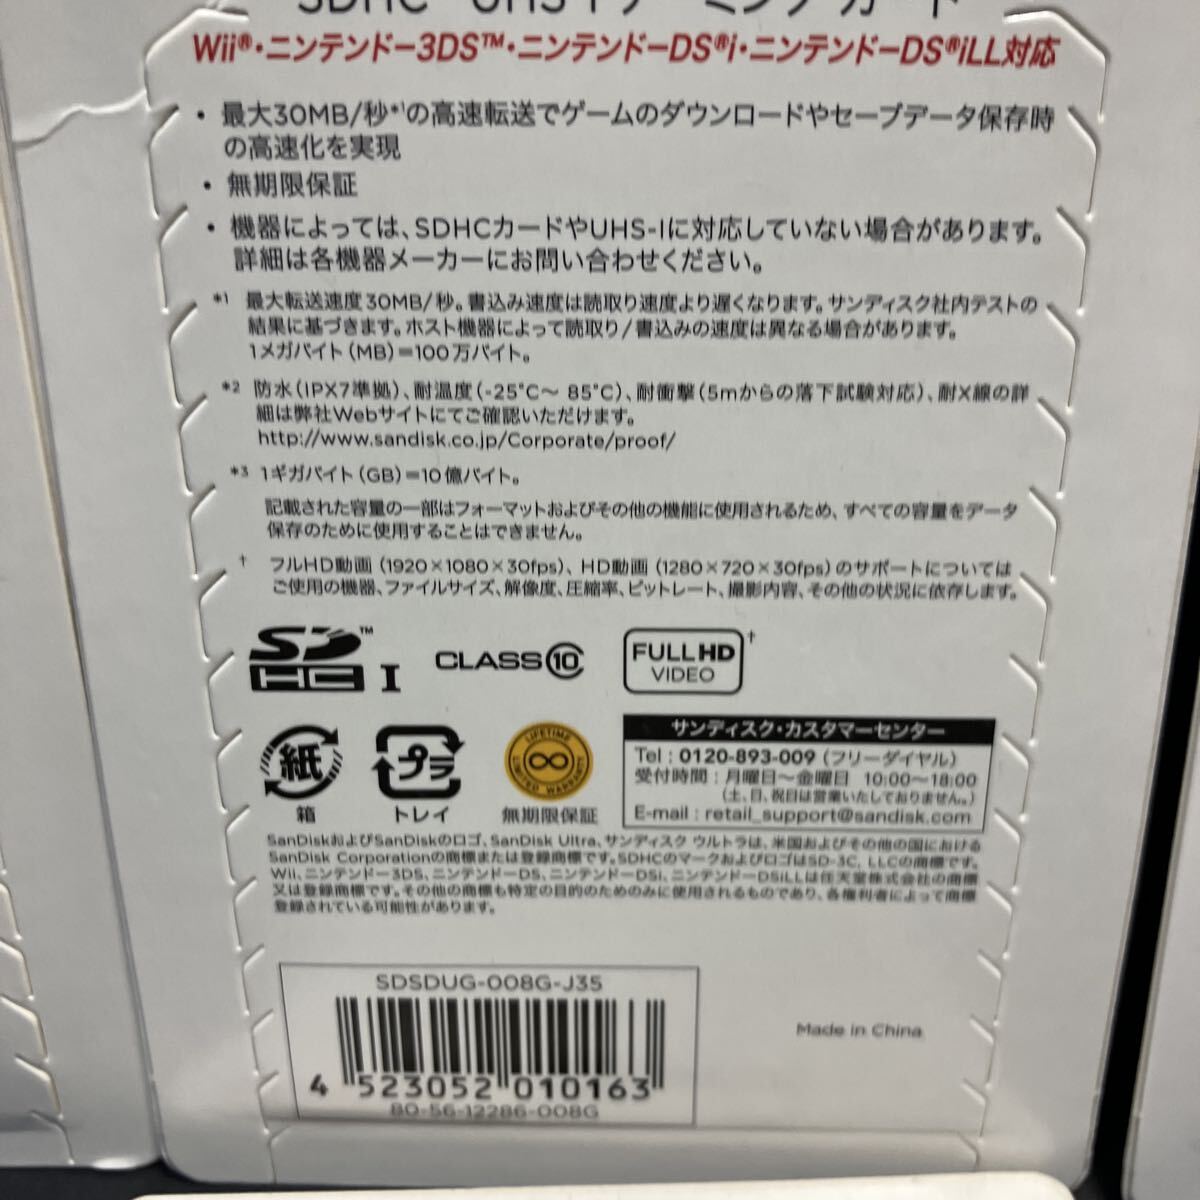 SDHC™ UHS-I ゲーミング カード
Wii®・ニンテンドー3DS™・ニンテンドーDS®i・ニンテンドーDS®iLL対応
・最大30MB/秒*¹の高速転送でゲームのダウンロードやセーブデータ保存時
の高速化を実現
・無期限保証
・機器によっては、SDHCカードやUHS-Iに対応していない場合があります。
詳細は各機器メーカーにお問い合わせください。
*1 最大転送速度30MB/秒。書込み速度は読取り速度より遅くなります。サンディスク社内テストの
結果に基づきます。ホスト機器によって読取り/書込みの速度は異なる場合があります。
1メガバイト(MB)=100万バイト。
*2 防水(IPX7準拠)、耐温度(-25°C〜 85°C)、耐衝撃(5mからの落下試験対応)、耐X線の詳
細は弊社Webサイトにてご確認いただけます。
http://www.sandisk.co.jp/Corporate/proof/
*3 1ギガバイト(GB)=10億バイト。
記載された容量の一部はフォーマットおよびその他の機能に使用されるため、すべての容量をデータ
保存のために使用することはできません。
† フルHD動画(1920×1080×30fps)、HD動画(1280×720×30fps)のサポートについては
ご使用の機器、ファイルサイズ、解像度、圧縮率、ビットレート、撮影内容、その他の状況に依存します。
SD™
HC I
CLASS 10
FULL HD †
VIDEO
紙
箱
プラ
トレイ
LIFETIME
LIMITED WARRANTY
無期限保証
サンディスク・カスタマーセンター
Tel : 0120-893-009 (フリーダイヤル)
受付時間 : 月曜日〜金曜日 10:00〜18:00
(土、日、祝日は営業いたしておりません。)
E-mail : retail_support@sandisk.com
SanDiskおよびSanDiskのロゴ、SanDisk Ultra、サンディスク ウルトラは、米国およびその他の国における
SanDisk Corporationの商標または登録商標です。SDHCのマークおよびロゴはSD-3C, LLCの商標です。
Wii、ニンテンドー3DS、ニンテンドーDS、ニンテンドーDSi、ニンテンドーDSiLLは任天堂株式会社の商標
又は登録商標です。その他の商標も特定の目的のためのみに使用されるものであり、各権利者によって商標
登録されている可能性があります。
SDSDUG-008G-J35
4 523052 010163
80-56-12286-008G
Made in China